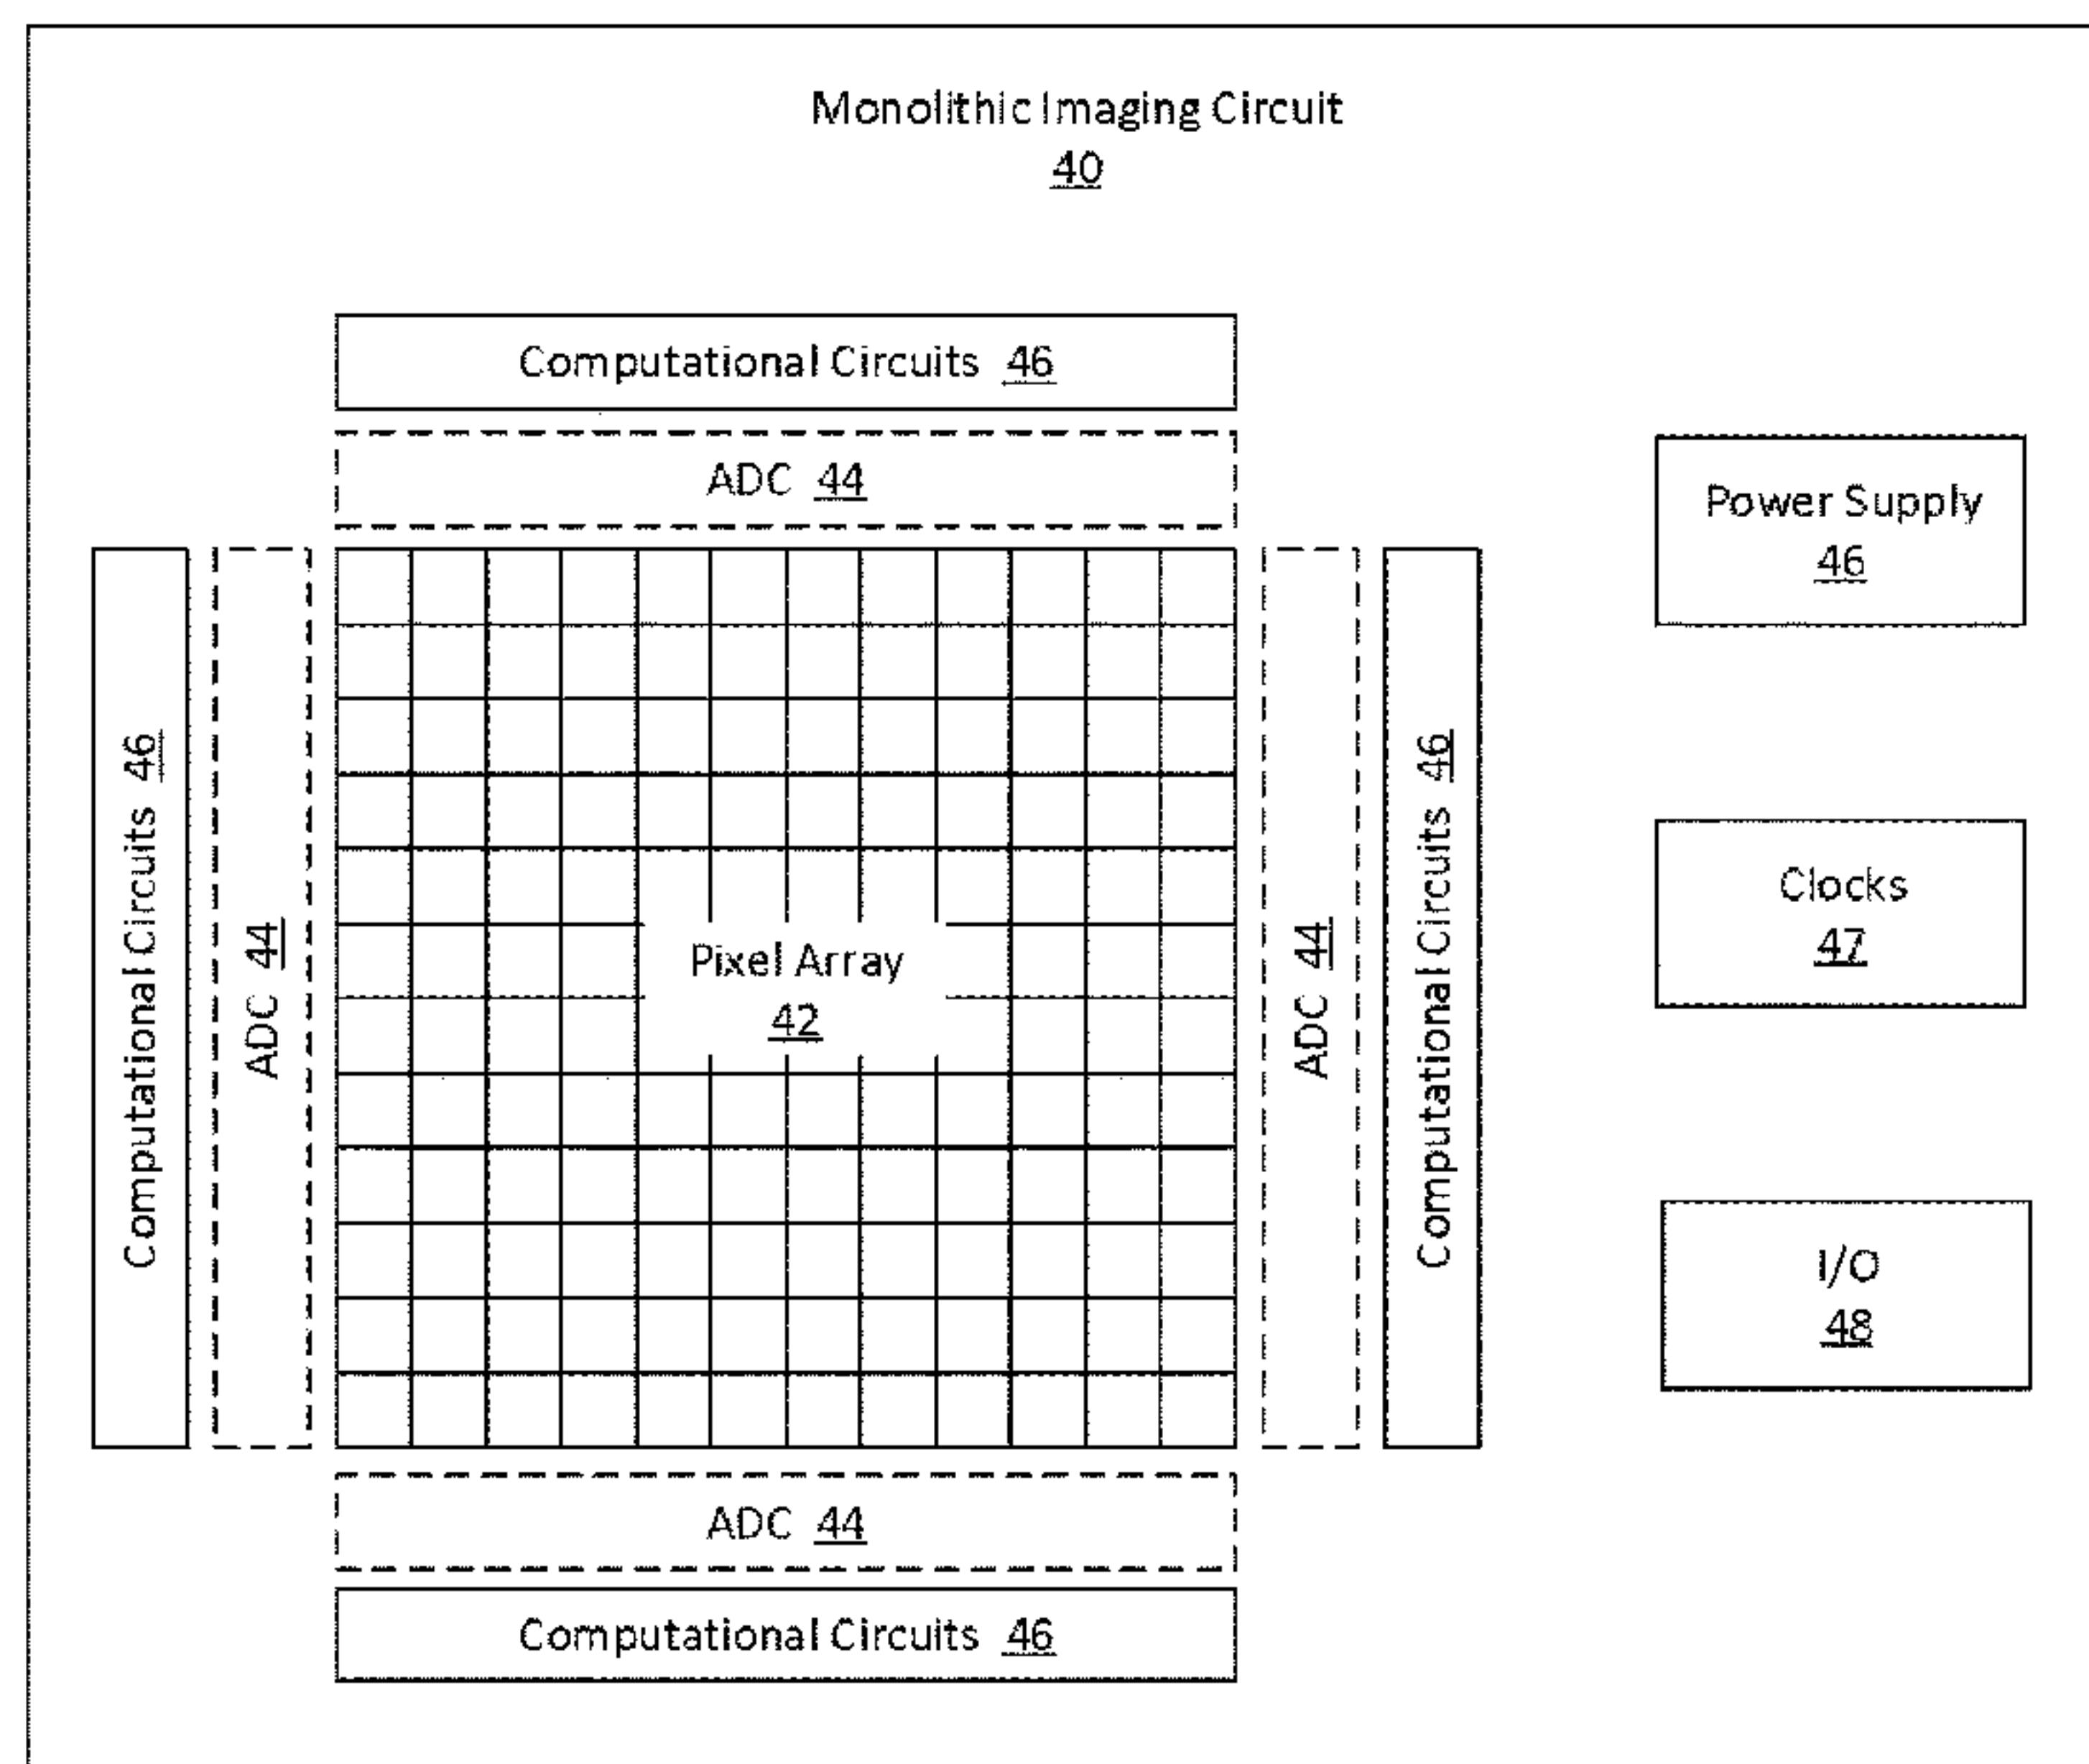 Monolithic Imaging Circuit
40
Computational Circuits 46
ADC 44
Power Supply
46
Computational Circuits 46
ADC 44
Pixel Array
42
ADC 44
Computational Circuits 46
Clocks
47
I/O
48
ADC 44
Computational Circuits 46